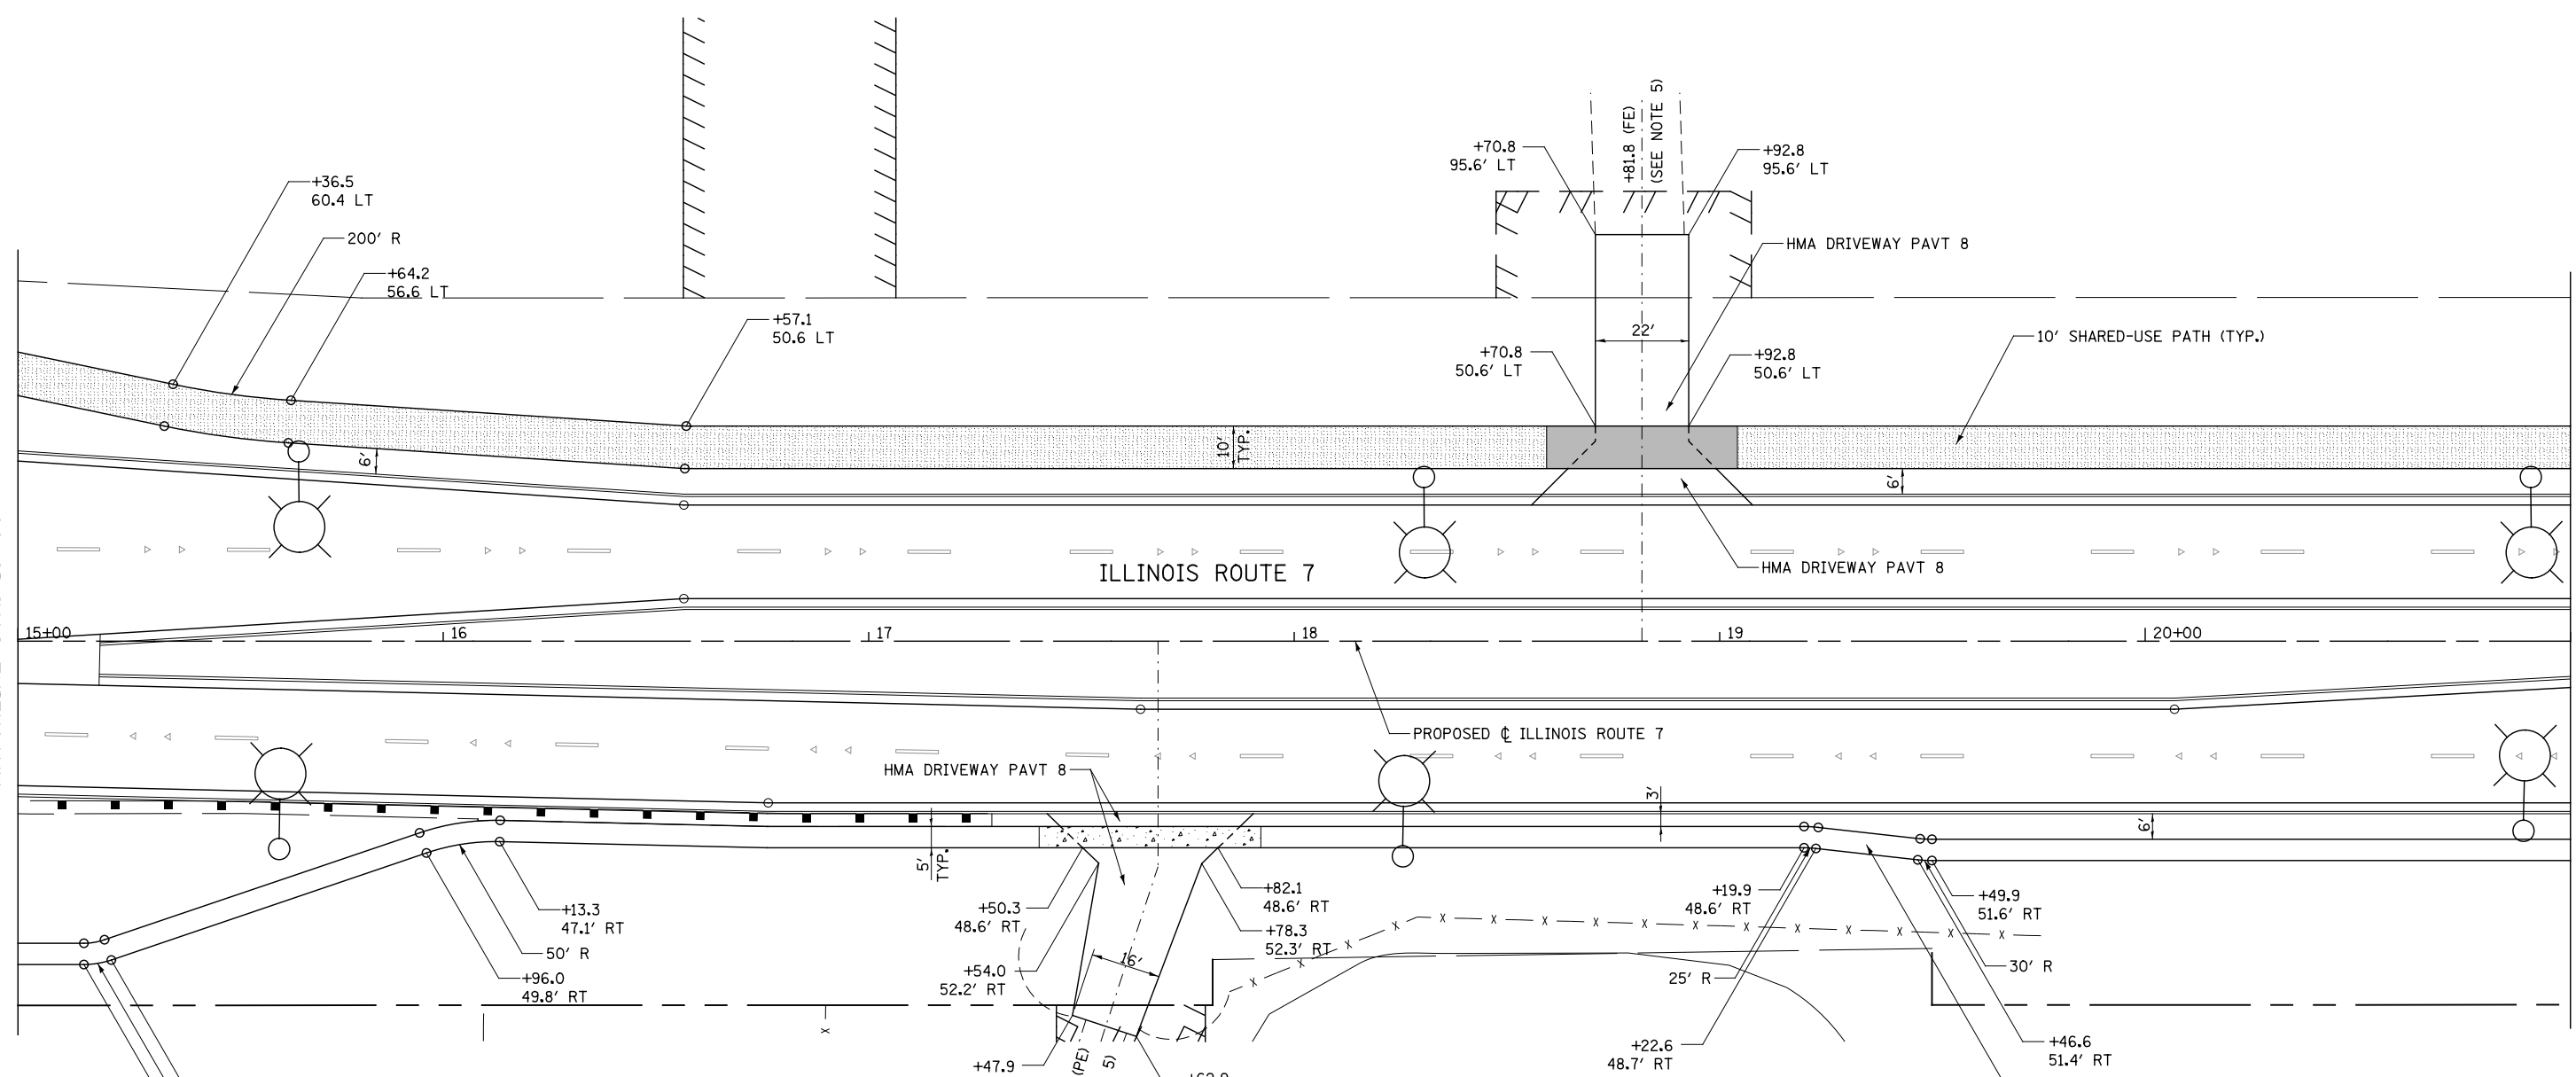 +81.8 (FE)
(SEE NOTE 5)
+70.8
95.6' LT
+92.8
95.6' LT
+36.5
60.4 LT
200' R
+64.2
56.6 LT
HMA DRIVEWAY PAVT 8
+57.1
50.6 LT
22'
10' SHARED-USE PATH (TYP.)
+70.8
50.6' LT
+92.8
50.6' LT
6'
10'
TYP.
6'
HMA DRIVEWAY PAVT 8
ILLINOIS ROUTE 7
15+00
16
17
18
19
20+00
PROPOSED ℄ ILLINOIS ROUTE 7
HMA DRIVEWAY PAVT 8
3'
6'
5'
TYP.
+50.3
48.6' RT
+82.1
48.6' RT
+19.9
48.6' RT
+49.9
51.6' RT
+13.3
47.1' RT
+78.3
52.3' RT
50' R
16'
+54.0
52.2' RT
+96.0
49.8' RT
25' R
30' R
+22.6
48.7' RT
+46.6
51.4' RT
+47.9
(PE)
5)